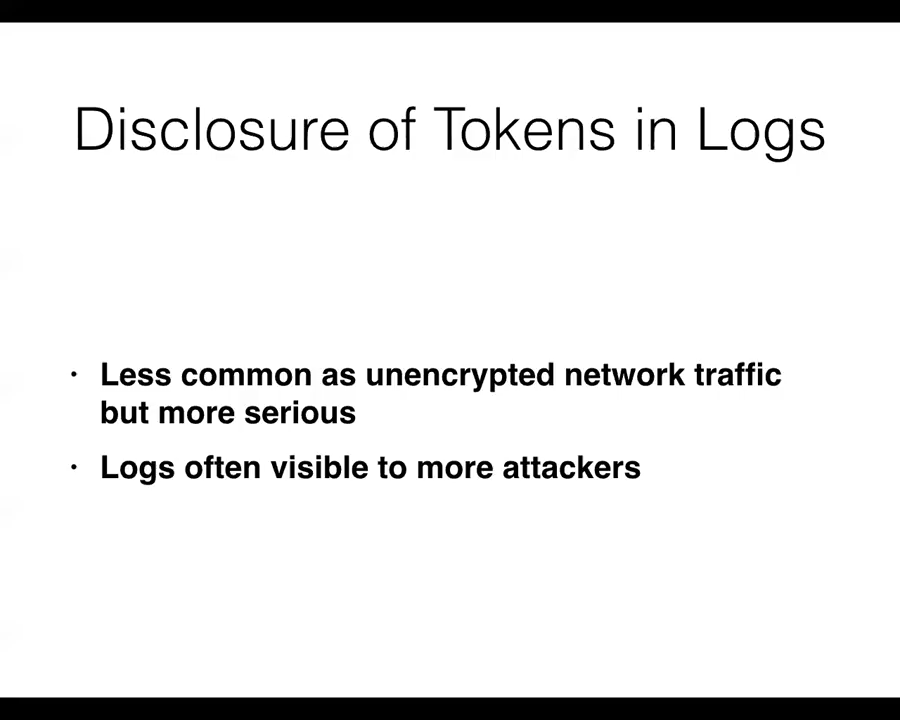 Disclosure of Tokens in Logs
· Less common as unencrypted network traffic
but more serious
· Logs often visible to more attackers